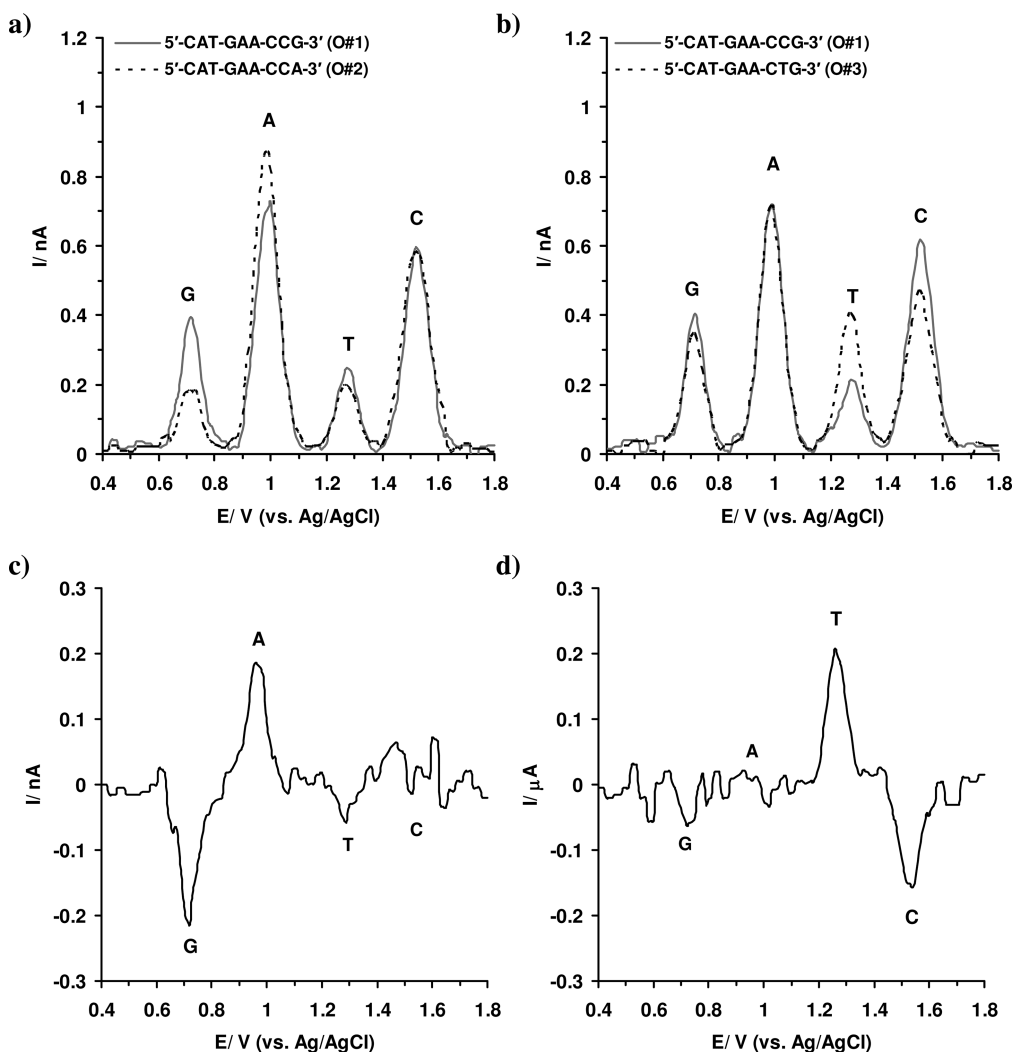 a)
5′-CAT-GAA-CCG-3′ (O#1)
5′-CAT-GAA-CCA-3′ (O#2)
1.2
1
0.8
0.6
0.4
0.2
0
I/ nA
G
A
T
C
0.4 0.6 0.8 1 1.2 1.4 1.6 1.8
E/ V (vs. Ag/AgCl)
b)
5′-CAT-GAA-CCG-3′ (O#1)
5′-CAT-GAA-CTG-3′ (O#3)
1.2
1
0.8
0.6
0.4
0.2
0
I/ nA
G
A
T
C
0.4 0.6 0.8 1 1.2 1.4 1.6 1.8
E/ V (vs. Ag/AgCl)
c)
0.3
0.2
0.1
0
-0.1
-0.2
-0.3
I/ nA
A
G
T
C
0.4 0.6 0.8 1 1.2 1.4 1.6 1.8
E/ V (vs. Ag/AgCl)
d)
0.3
0.2
0.1
0
-0.1
-0.2
-0.3
I/ μA
T
A
G
C
0.4 0.6 0.8 1 1.2 1.4 1.6 1.8
E/ V (vs. Ag/AgCl)